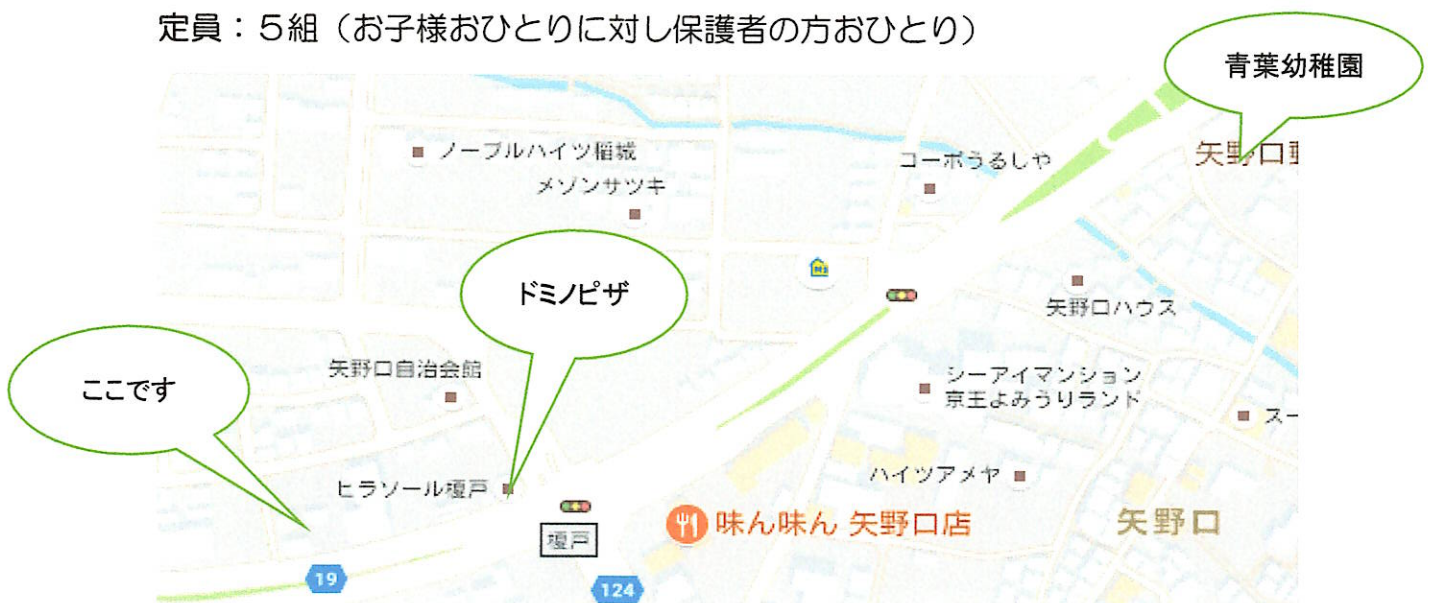 定員：５組（お子様おひとりに対し保護者の方おひとり）
青葉幼稚園
ノーブルハイツ稲城
コーポうるしや
矢野口
メゾンサツキ
ドミノピザ
矢野口ハウス
矢野口自治会館
シーアイマンション
京王よみうりランド
ここです
スー
ハイツアメヤ
ヒラソール榎戸
味ん味ん 矢野口店
矢野口
榎戸
19
124